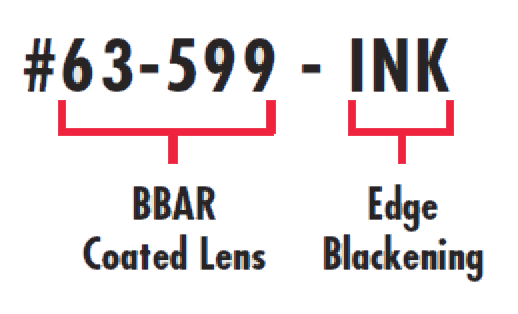 #63-599 - INK
BBAR
Coated Lens
Edge
Blackening